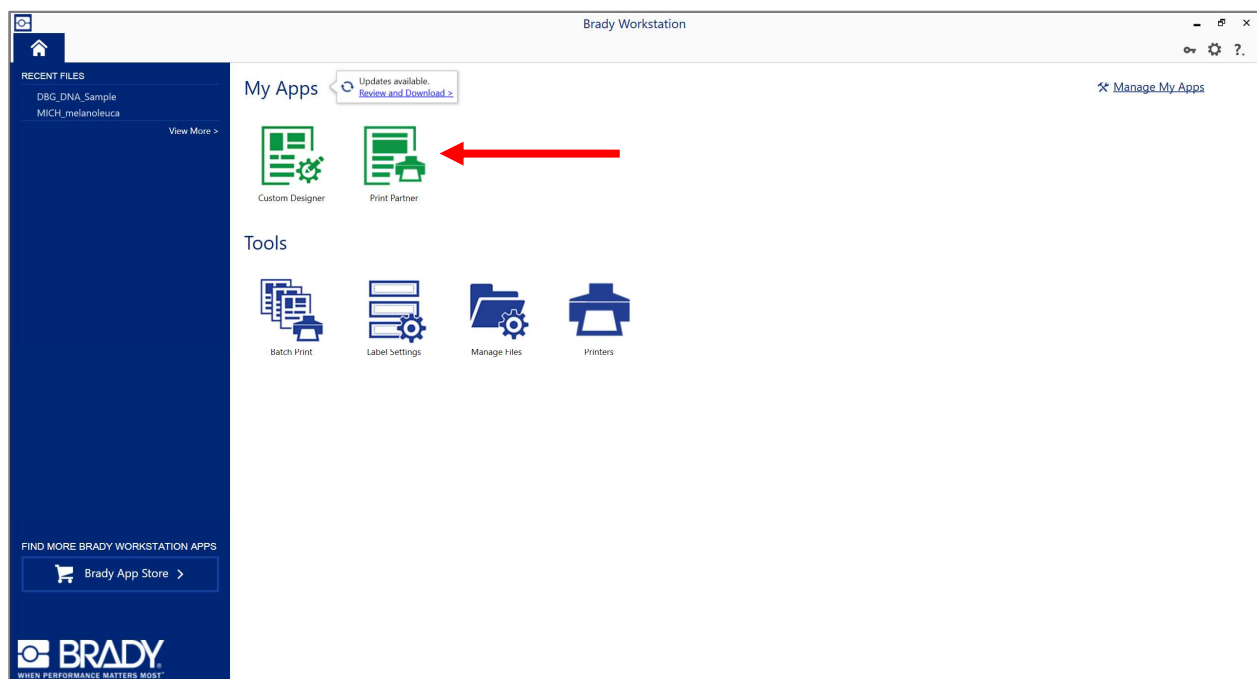 Brady Workstation
RECENT FILES
DBG_DNA_Sample
MICH_melanoleuca
View More >
My Apps
Updates available.
Review and Download >
Manage My Apps
Custom Designer
Print Partner
Tools
Batch Print
Label Settings
Manage Files
Printers
FIND MORE BRADY WORKSTATION APPS
Brady App Store >
BRADY.
WHEN PERFORMANCE MATTERS MOST™